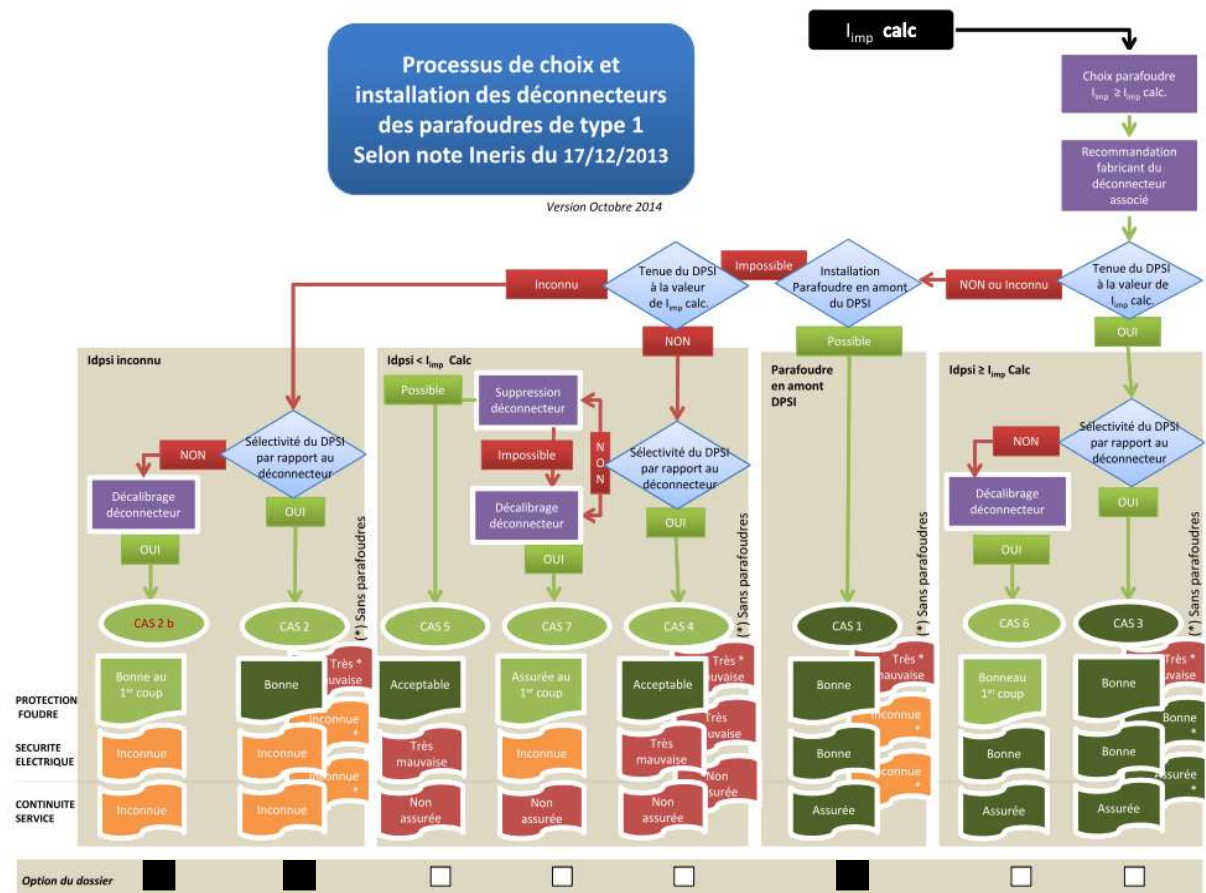 I imp calc
Processus de choix et
installation des déconnecteurs
des parafoudres de type 1
Selon note Ineris du 17/12/2013
Version Octobre 2014
Choix parafoudre
I imp ≥ I imp calc.
Recommandation
fabricant du
déconnecteur
associé
Tenue du DPSI
à la valeur
de I imp calc.
Impossible
Installation
Parafoudre en amont
du DPSI
NON ou Inconnu
Tenue du DPSI
à la valeur de
I imp calc.
Inconnu
NON
Possible
OUI
Idpsi inconnu
Sélectivité du DPSI
par rapport au
déconnecteur
NON
Décalibrage
déconnecteur
OUI
OUI
(*) Sans parafoudres
Idpsi < I imp Calc
Possible
Suppression
déconnecteur
Impossible
NON
Sélectivité du DPSI
par rapport au
déconnecteur
Décalibrage
déconnecteur
OUI
OUI
(*) Sans parafoudres
Parafoudre
en amont
DPSI
(*) Sans parafoudres
Idpsi ≥ I imp Calc
Sélectivité du DPSI
par rapport au
déconnecteur
NON
Décalibrage
déconnecteur
OUI
OUI
(*) Sans parafoudres
CAS 2 b
CAS 2
CAS 5
CAS 7
CAS 4
CAS 1
CAS 6
CAS 3
PROTECTION
FOUDRE
Bonne au
1er coup
Bonne
Très *
uvaise
Acceptable
Assurée au
1er coup
Acceptable
Très *
mauvaise
Bonne
Très *
mauvaise
Bonneau
1er coup
Bonne
Très *
uvaise
SECURITE
ELECTRIQUE
Inconnue
Inconnue
Inconnue
*
Très
mauvaise
Inconnue
Très
mauvaise
Très
uvaise
Bonne
Inconnue
*
Bonne
Bonne
Bonne
*
CONTINUITE
SERVICE
Inconnue
Inconnue
Inconnue
*
Non
assurée
Non
assurée
Non
assurée
Non
assurée
Assurée
Inconnue
*
Assurée
Assurée
Assurée
*
Option du dossier